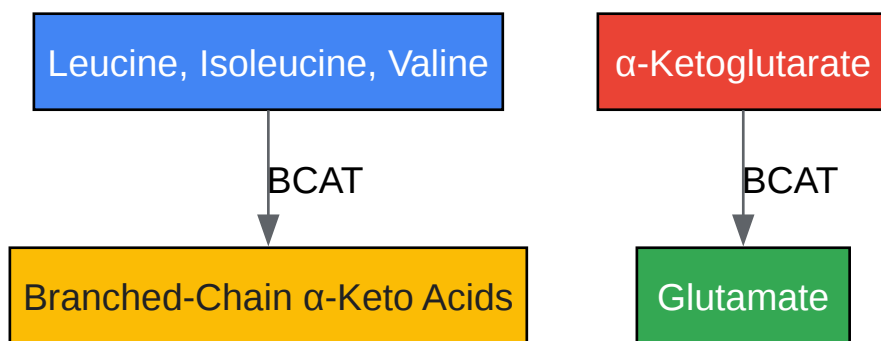 Leucine, Isoleucine, Valine
α-Ketoglutarate
BCAT
BCAT
Branched-Chain α-Keto Acids
Glutamate